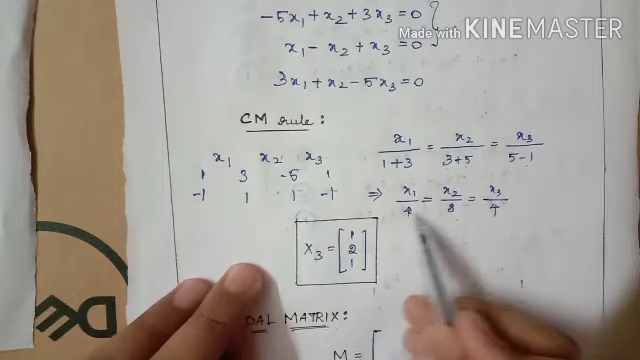 -5x₁ + x₂ + 3x₃ = 0
Made With KINEMASTER
x₁ - x₂ + x₃ = 0
3x₁ + x₂ - 5x₃ = 0
CM rule:
x₁ x₂ x₃
1 3 -5 1
-1 1 1 -1
x₁/(1+3) = x₂/(3+5) = x₃/(5-1)
⇒ x₁/4 = x₂/8 = x₃/4
X₃ = [1 2 1]
DAL MATRIX:
M = [
DE